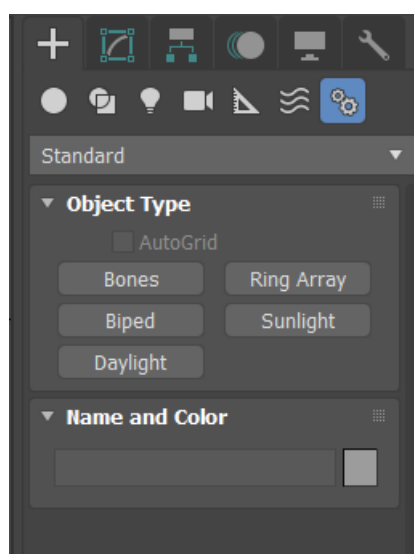 Standard
Object Type
AutoGrid
Bones Ring Array
Biped Sunlight
Daylight
Name and Color